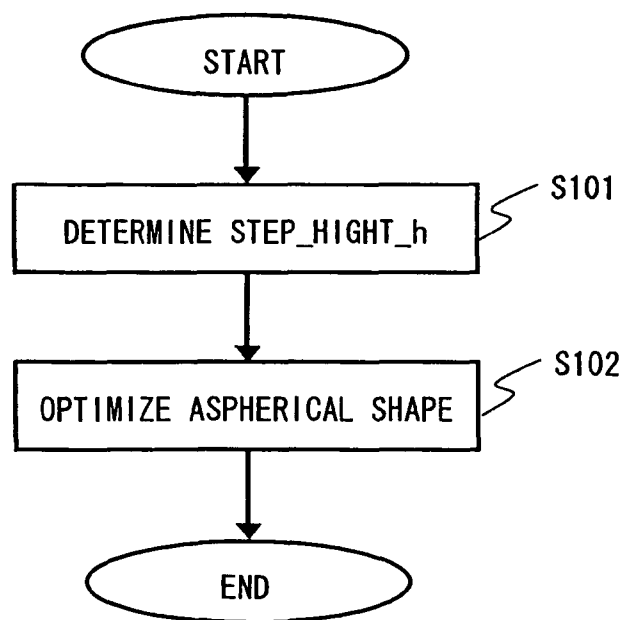 START
S101
DETERMINE STEP_HIGHT_h
S102
OPTIMIZE ASPHERICAL SHAPE
END